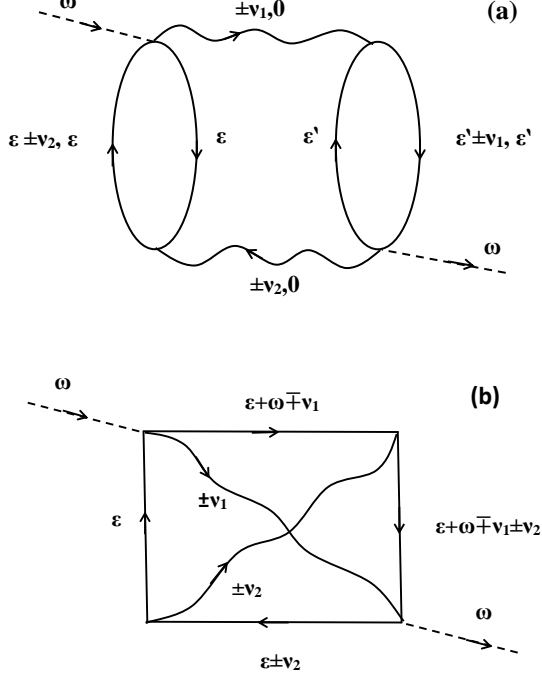 ω
±ν₁,0
(a)
ε ±ν₂, ε
ε
ε‵
ε‵±ν₁, ε‵
ω
±ν₂,0
ω
ε+ω∓ν₁
(b)
ε
±ν₁
ε+ω∓ν₁±ν₂
±ν₂
ω
ε±ν₂